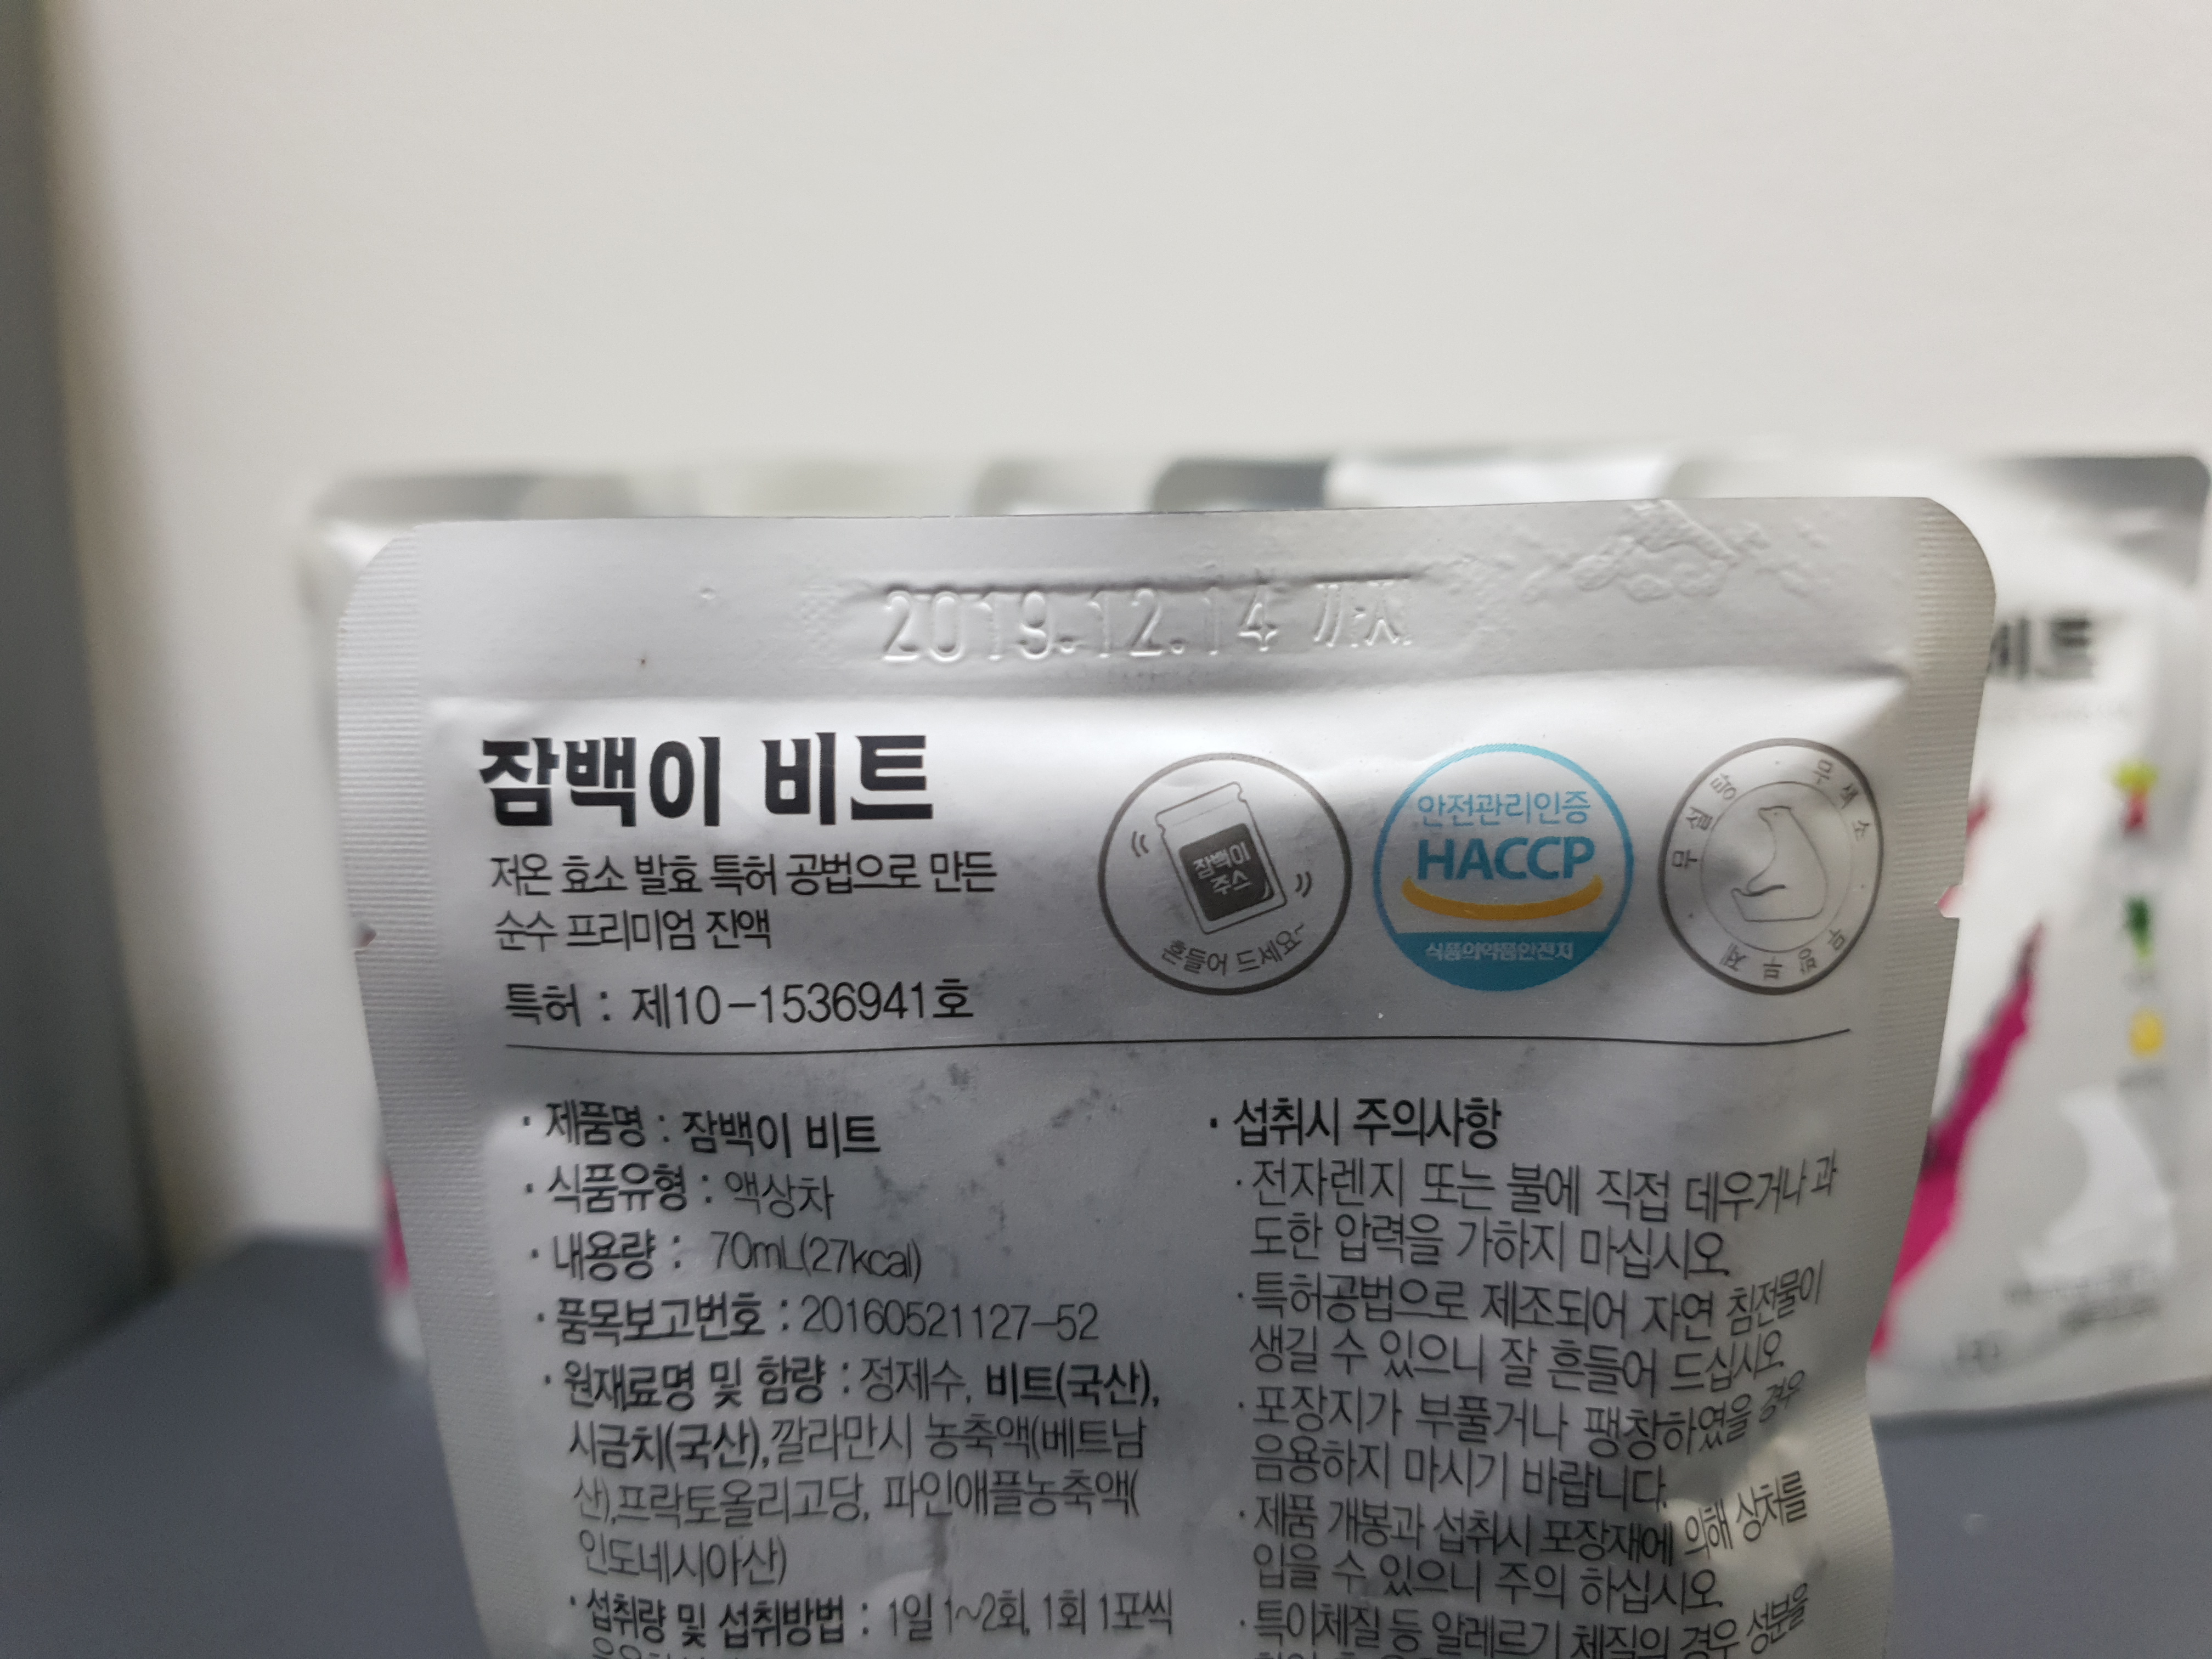 2019.12.14 까지
잠백이 비트
저온 효소 발효 특허 공법으로 만든
순수 프리미엄 진액
특허 : 제10-1536941호
잠백이
주스
흔들어 드세요~
안전관리인증
HACCP
식품의약품안전처
무설탕 · 무색소 · 무방부제
· 제품명 : 잠백이 비트
· 식품유형 : 액상차
· 내용량 : 70mL(27kcal)
· 품목보고번호 : 20160521127-52
· 원재료명 및 함량 : 정제수, 비트(국산),
시금치(국산),깔라만시 농축액(베트남
산),프락토올리고당, 파인애플농축액(
인도네시아산)
· 섭취량 및 섭취방법 : 1일 1~2회, 1회 1포씩
· 섭취시 주의사항
· 전자렌지 또는 불에 직접 데우거나 과
도한 압력을 가하지 마십시오.
· 특허공법으로 제조되어 자연 침전물이
생길 수 있으니 잘 흔들어 드십시오.
· 포장지가 부풀거나 팽창하였을 경우
음용하지 마시기 바랍니다.
· 제품 개봉과 섭취시 포장재에 의해 상처를
입을 수 있으니 주의 하십시오.
· 특이체질 등 알레르기 체질의 경우 성분을
비트